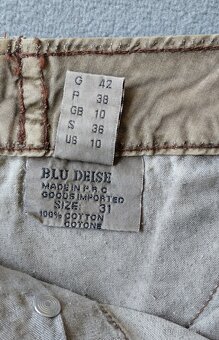 G 42
P 38
GB 10
S 36
US 10
BLU DEISE
MADE IN P R C
GOODS IMPORTED
SIZE: 31
100% COTTON
COTONE